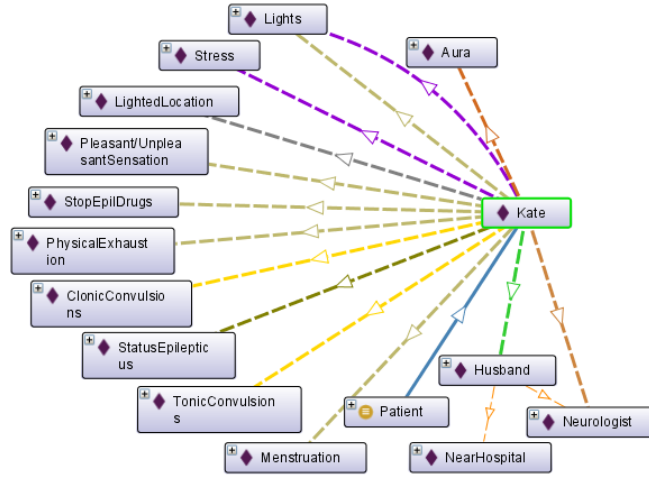 Lights
Aura
Stress
LightedLocation
Pleasant/Unplea
santSensation
StopEpilDrugs
Kate
PhysicalExhaust
ion
ClonicConvulsio
ns
StatusEpileptic
us
Husband
TonicConvulsion
s
Patient
Neurologist
Menstruation
NearHospital